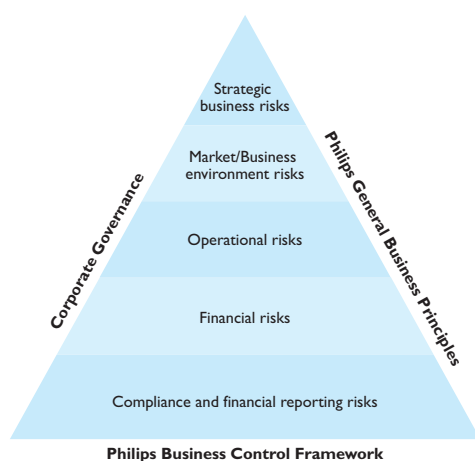 Strategic
business risks
Market/Business
environment risks
Operational risks
Financial risks
Compliance and financial reporting risks
Corporate Governance
Philips General Business Principles
Philips Business Control Framework